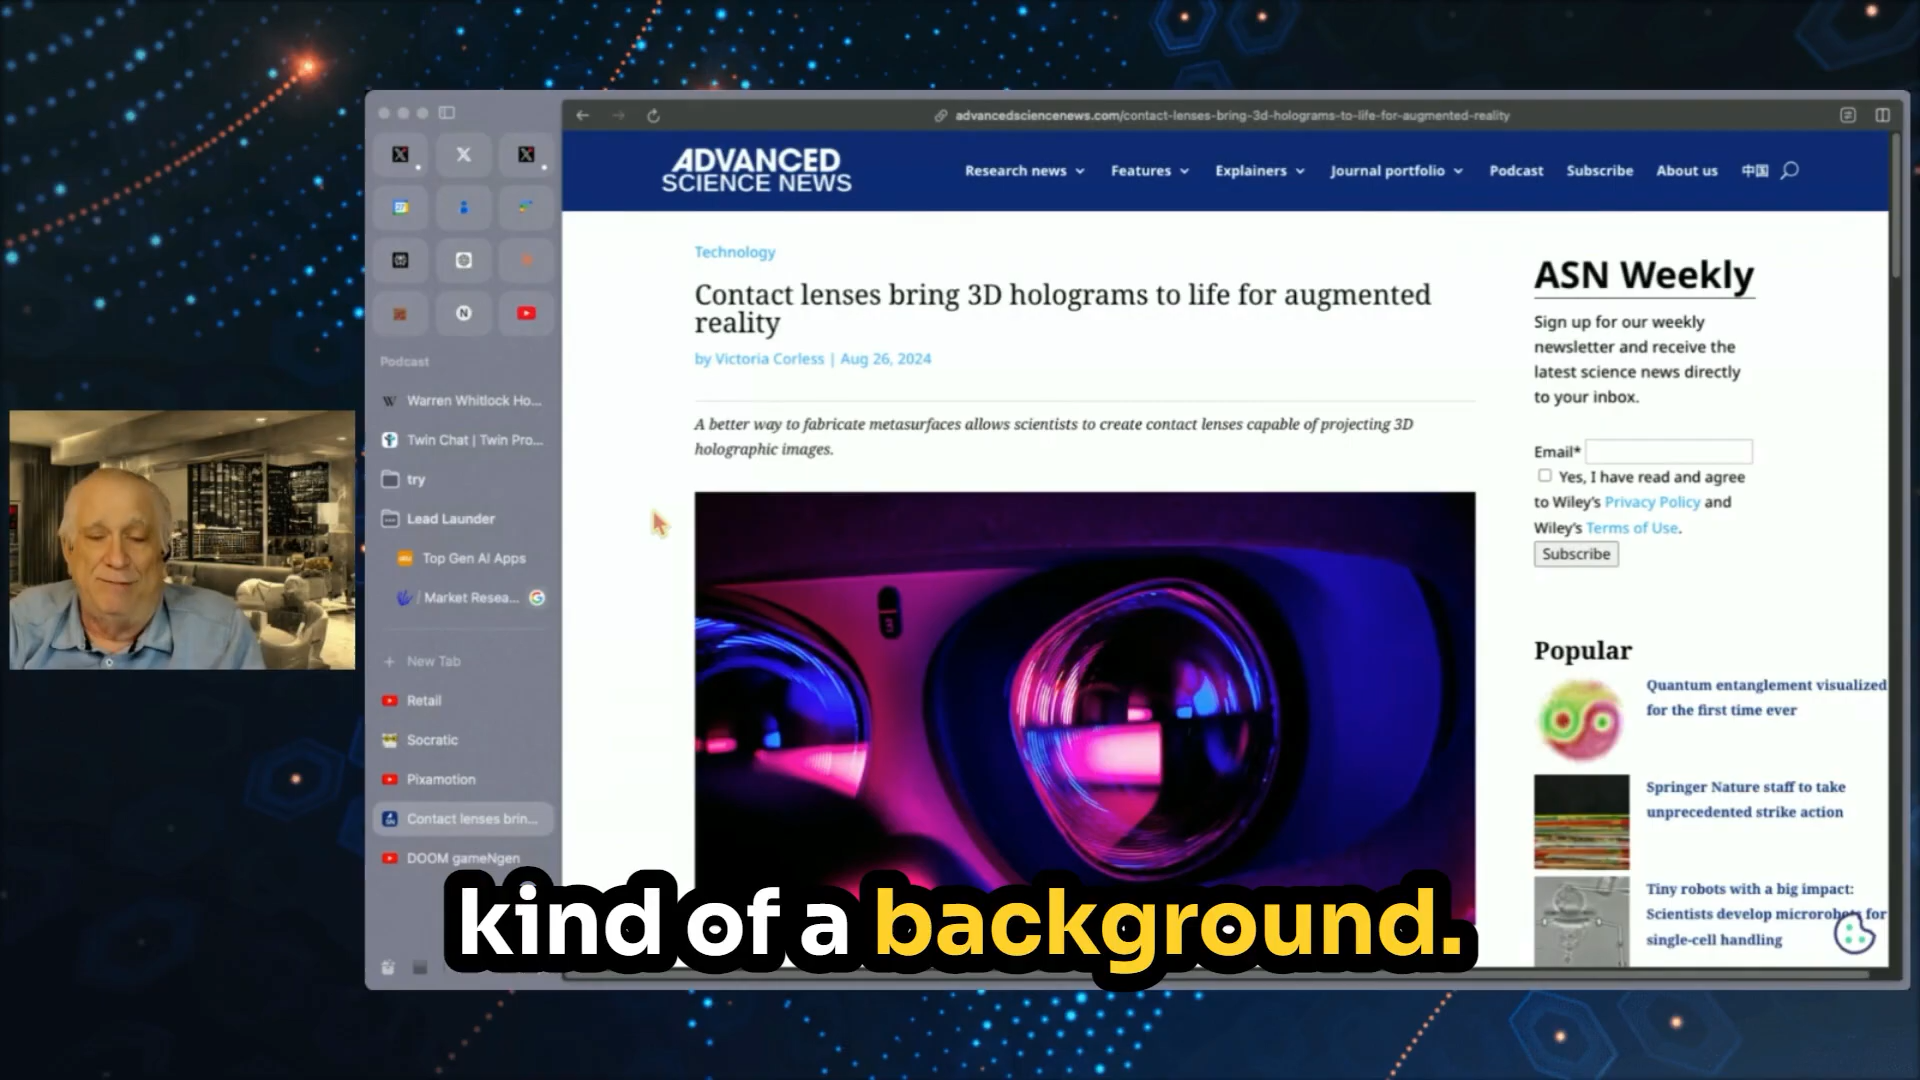 advancedsciencenews.com/contact-lenses-bring-3d-holograms-to-life-for-augmented-reality
ADVANCED
SCIENCE NEWS
Research news
Features
Explainers
Journal portfolio
Podcast
Subscribe
About us
中国
Podcast
Warren Whitlock Ho...
Twin Chat | Twin Pro...
try
Lead Launder
Top Gen AI Apps
/ Market Resea...
+ New Tab
Retail
Socratic
Pixamotion
Contact lenses brin...
DOOM gameNgen
Technology
Contact lenses bring 3D holograms to life for augmented
reality
by Victoria Corless | Aug 26, 2024
A better way to fabricate metasurfaces allows scientists to create contact lenses capable of projecting 3D
holographic images.
ASN Weekly
Sign up for our weekly
newsletter and receive the
latest science news directly
to your inbox.
Email*
Yes, I have read and agree
to Wiley's Privacy Policy and
Wiley's Terms of Use.
Subscribe
Popular
Quantum entanglement visualized
for the first time ever
Springer Nature staff to take
unprecedented strike action
Tiny robots with a big impact:
Scientists develop microrobots for
single-cell handling
kind of a background.